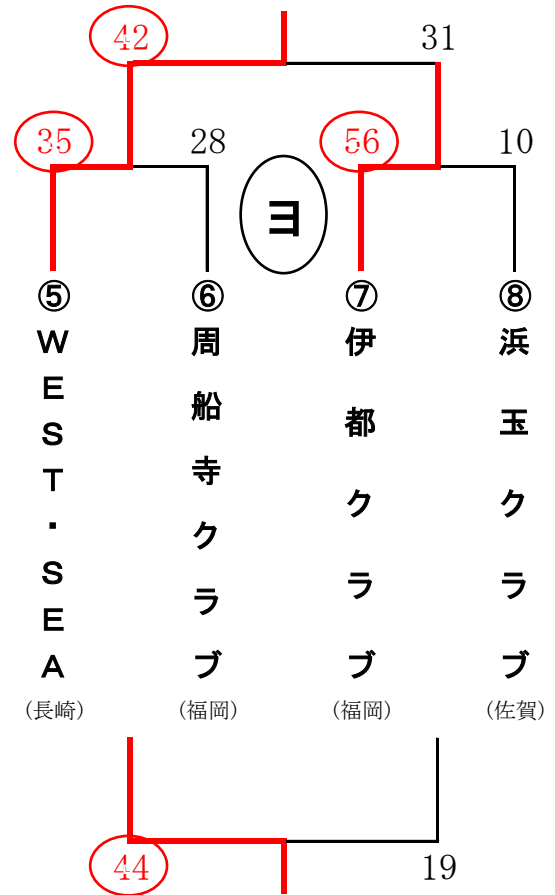 42 31
35 28 56 10
ヨ
⑤ ⑥ ⑦ ⑧
WEST・SEA
周船寺クラブ
伊都クラブ
浜玉クラブ
(長崎) (福岡) (福岡) (佐賀)
44 19